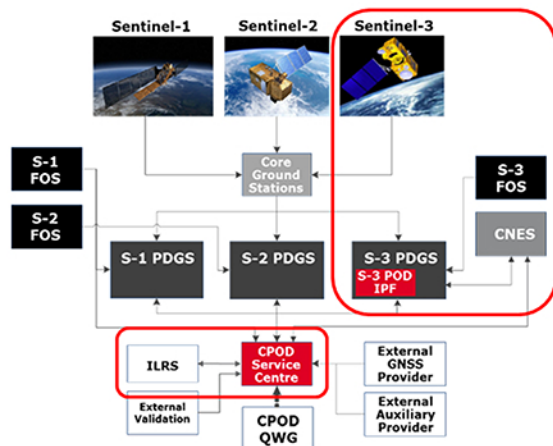 Sentinel-1
Sentinel-2
Sentinel-3
Core
Ground
Stations
S-1
FOS
S-2
FOS
S-3
FOS
CNES
S-1 PDGS
S-2 PDGS
S-3 PDGS
S-3 POD
IPF
ILRS
CPOD
Service
Centre
External
GNSS
Provider
External
Validation
CPOD
QWG
External
Auxiliary
Provider